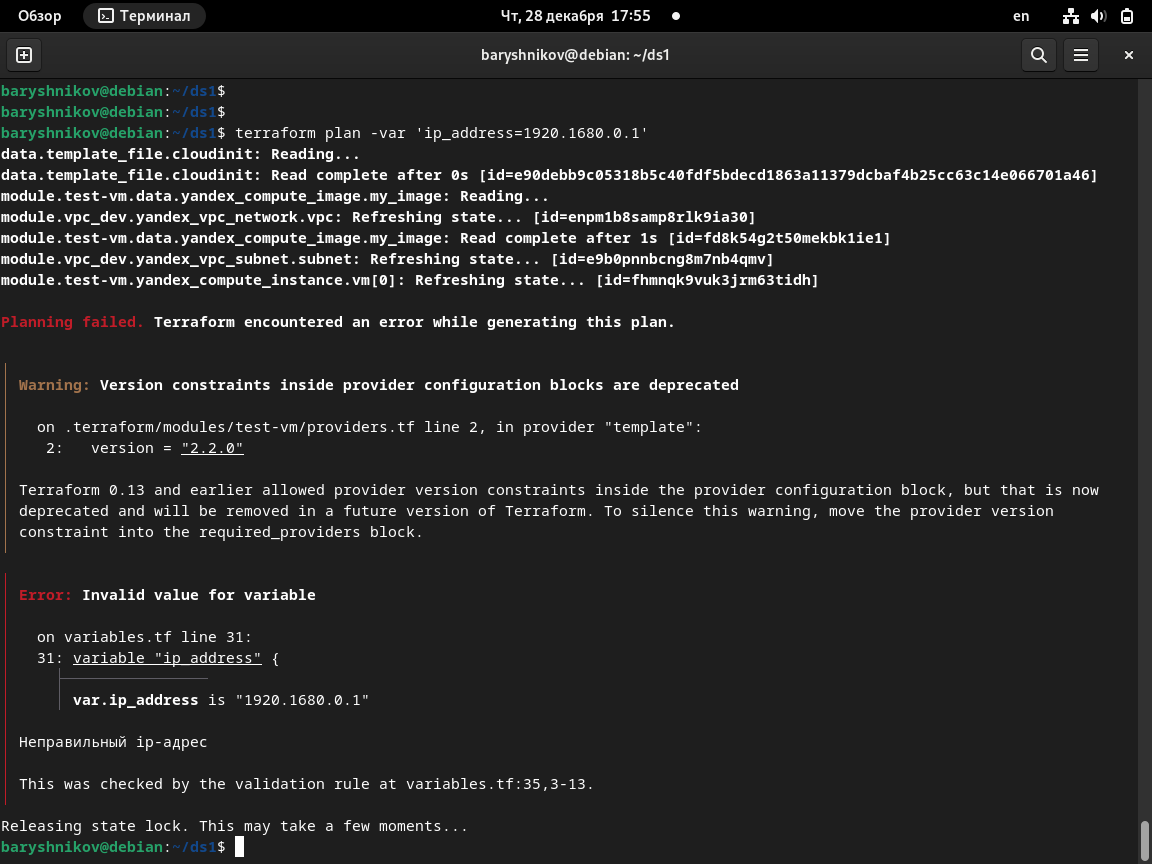 Обзор
Терминал
Чт, 28 декабря 17:55
en
baryshnikov@debian: ~/ds1
baryshnikov@debian:~/ds1$
baryshnikov@debian:~/ds1$
baryshnikov@debian:~/ds1$ terraform plan -var 'ip_address=1920.1680.0.1'
data.template_file.cloudinit: Reading...
data.template_file.cloudinit: Read complete after 0s [id=e90debb9c05318b5c40fdf5bdecd1863a11379dcbaf4b25cc63c14e066701a46]
module.test-vm.data.yandex_compute_image.my_image: Reading...
module.vpc_dev.yandex_vpc_network.vpc: Refreshing state... [id=enpm1b8samp8rlk9ia30]
module.test-vm.data.yandex_compute_image.my_image: Read complete after 1s [id=fd8k54g2t50mekbk1ie1]
module.vpc_dev.yandex_vpc_subnet.subnet: Refreshing state... [id=e9b0pnnbcng8m7nb4qmv]
module.test-vm.yandex_compute_instance.vm[0]: Refreshing state... [id=fhmnqk9vuk3jrm63tidh]
Planning failed. Terraform encountered an error while generating this plan.
Warning: Version constraints inside provider configuration blocks are deprecated
on .terraform/modules/test-vm/providers.tf line 2, in provider "template":
2: version = "2.2.0"
Terraform 0.13 and earlier allowed provider version constraints inside the provider configuration block, but that is now
deprecated and will be removed in a future version of Terraform. To silence this warning, move the provider version
constraint into the required_providers block.
Error: Invalid value for variable
on variables.tf line 31:
31: variable "ip_address" {
var.ip_address is "1920.1680.0.1"
Неправильный ip-адрес
This was checked by the validation rule at variables.tf:35,3-13.
Releasing state lock. This may take a few moments...
baryshnikov@debian:~/ds1$